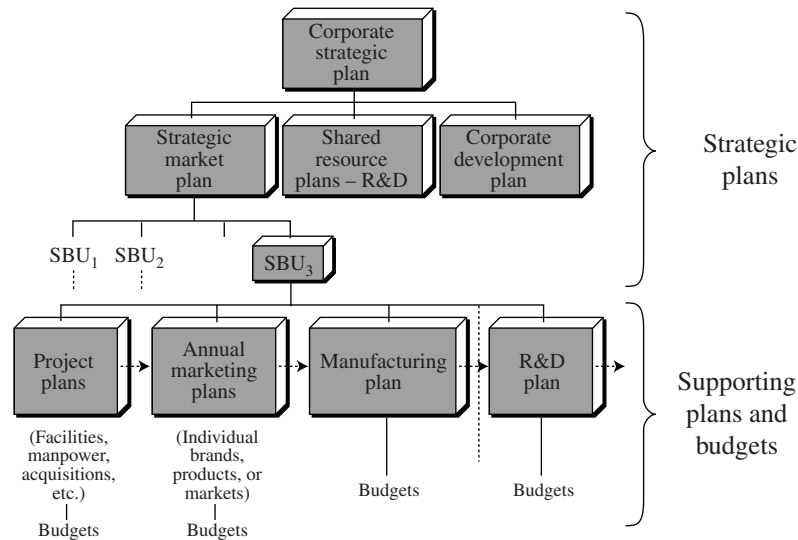 Corporate
strategic
plan
Strategic
market
plan
Shared
resource
plans – R&D
Corporate
development
plan
Strategic
plans
SBU1
SBU2
SBU3
Project
plans
Annual
marketing
plans
Manufacturing
plan
R&D
plan
Supporting
plans and
budgets
(Facilities,
manpower,
acquisitions,
etc.)
Budgets
(Individual
brands,
products, or
markets)
Budgets
Budgets
Budgets